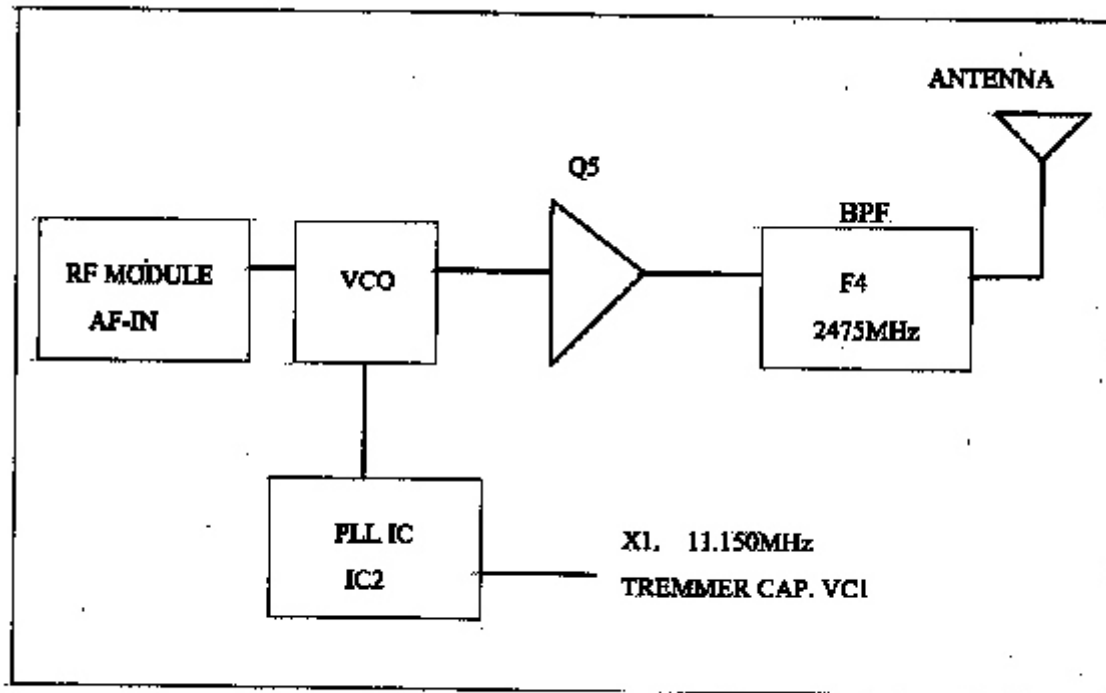 ANTENNA
Q5
BPF
RF MODULE
AF-IN
VCO
F4
2475MHz
PLL IC
IC2
X1, 11.150MHz
TREMMER CAP. VC1